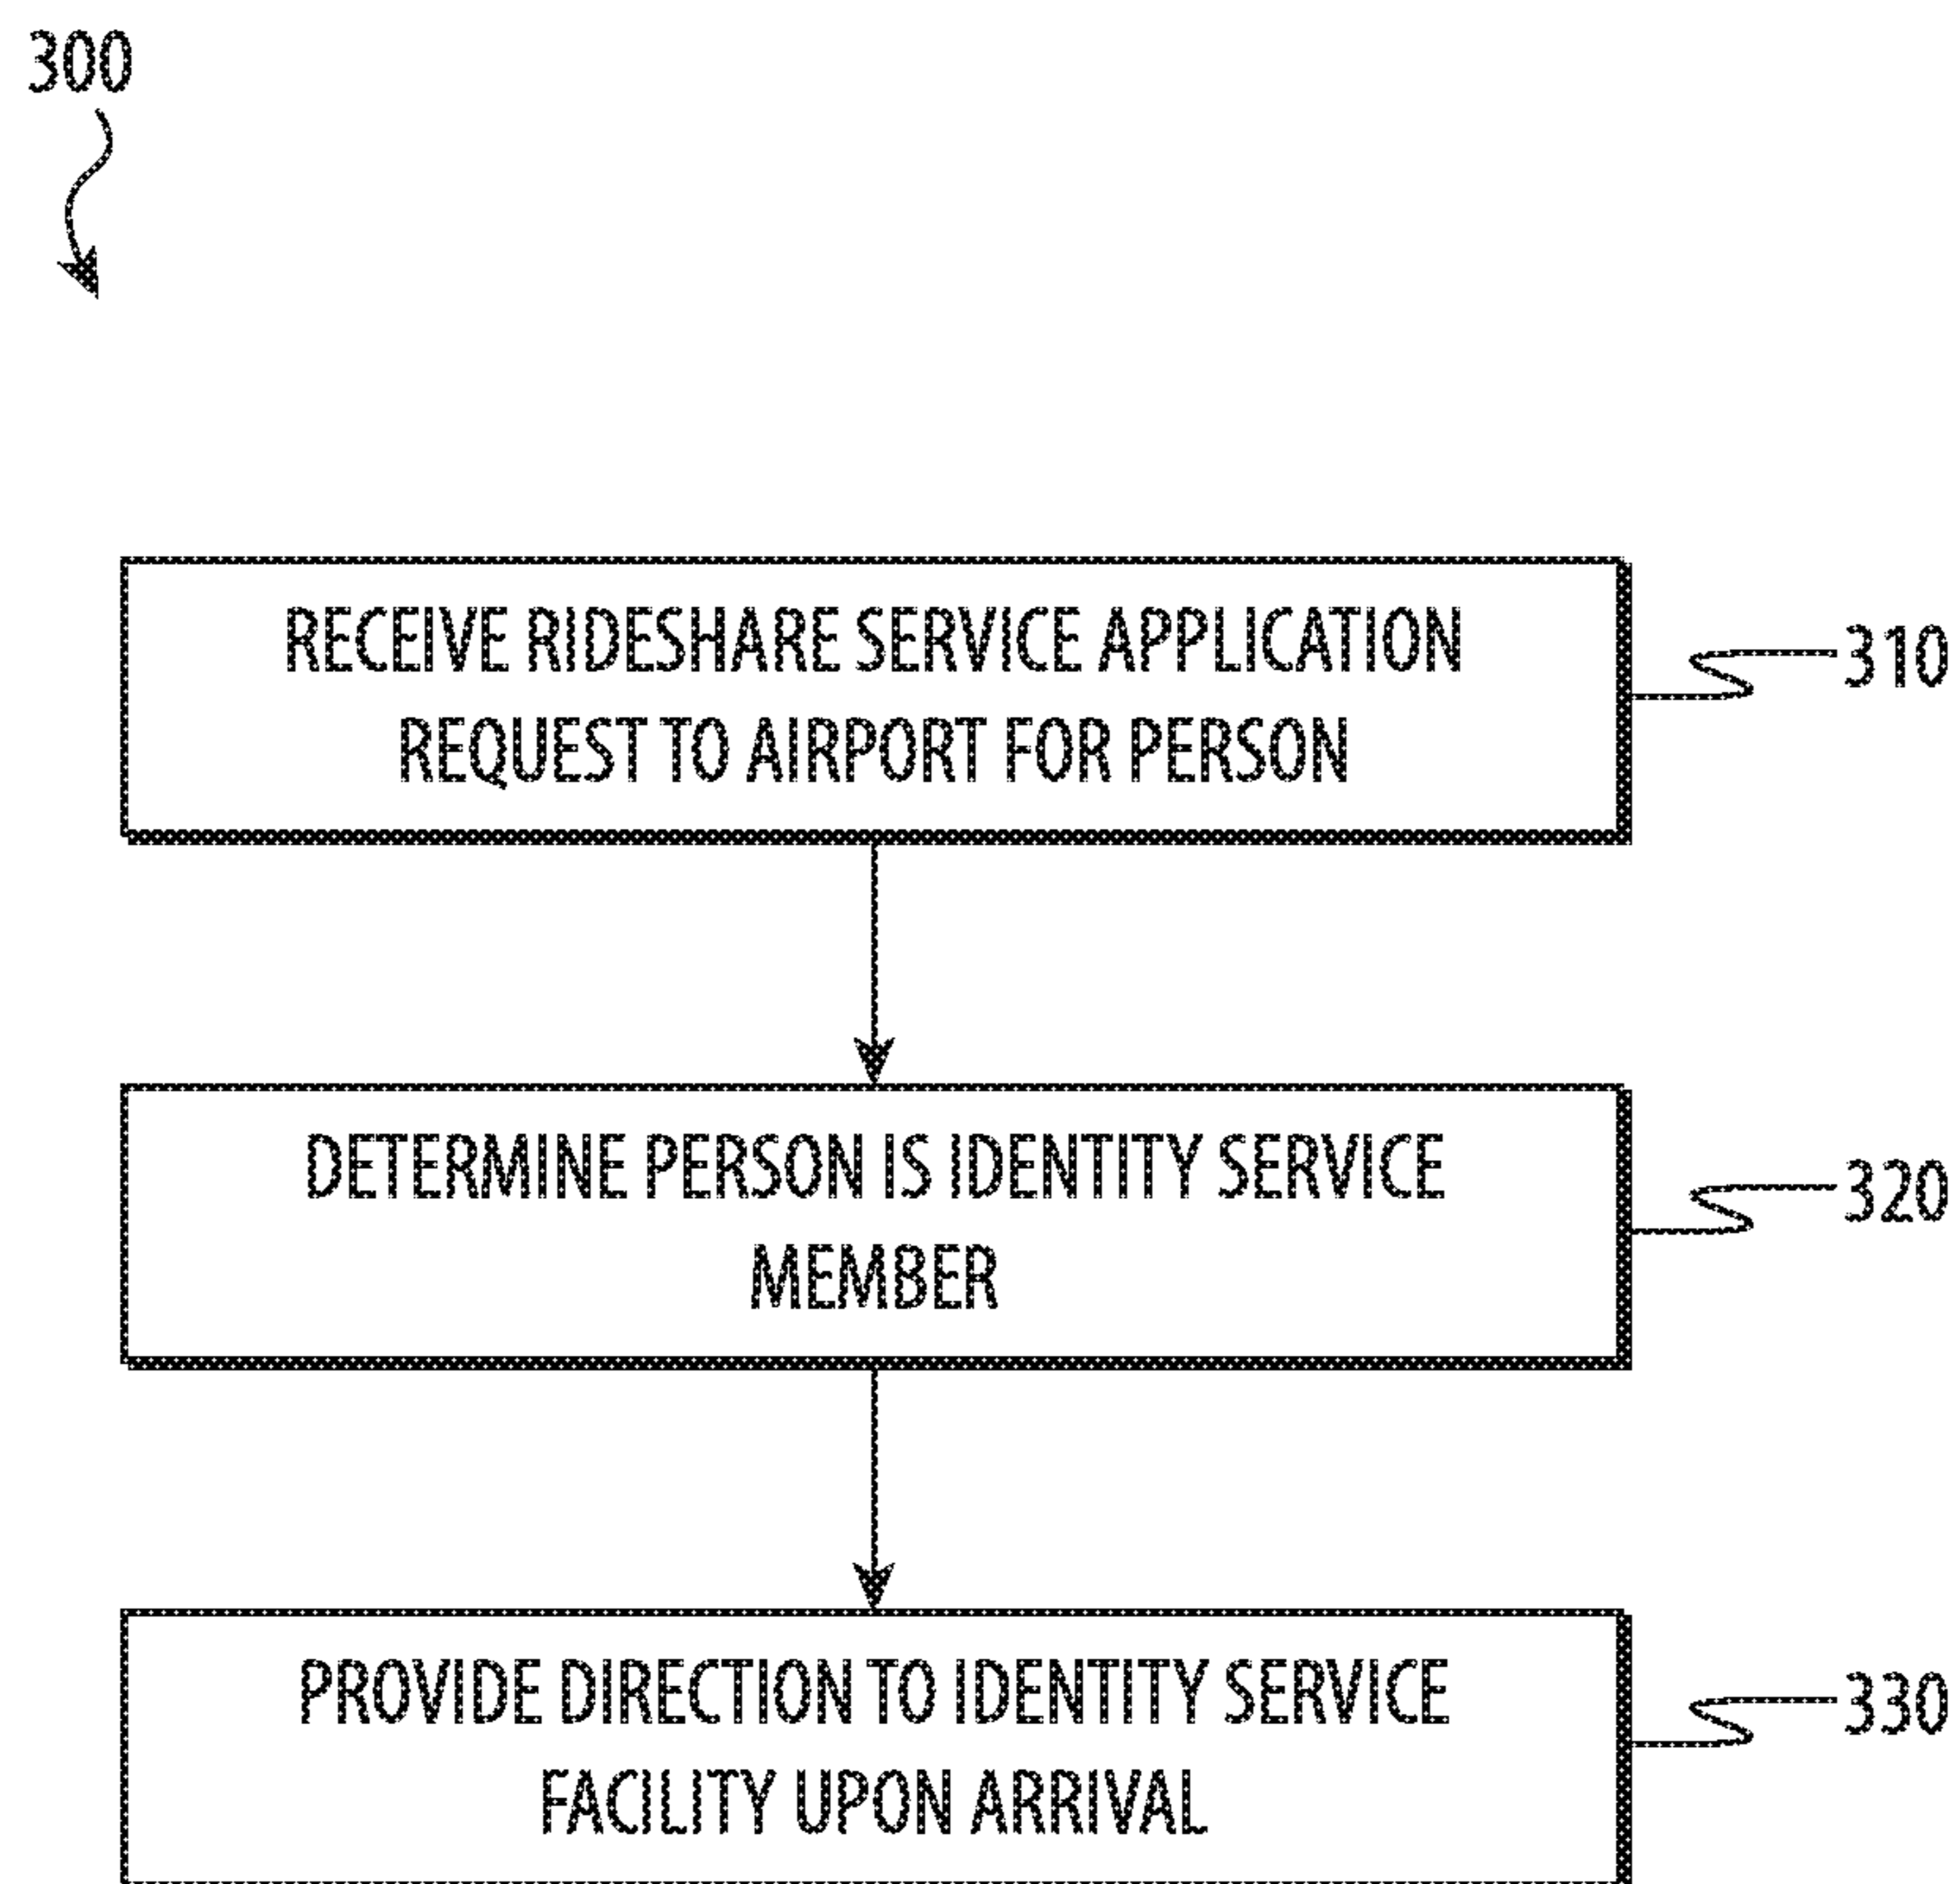 300
RECEIVE RIDESHARE SERVICE APPLICATION
REQUEST TO AIRPORT FOR PERSON
310
DETERMINE PERSON IS IDENTITY SERVICE
MEMBER
320
PROVIDE DIRECTION TO IDENTITY SERVICE
FACILITY UPON ARRIVAL
330